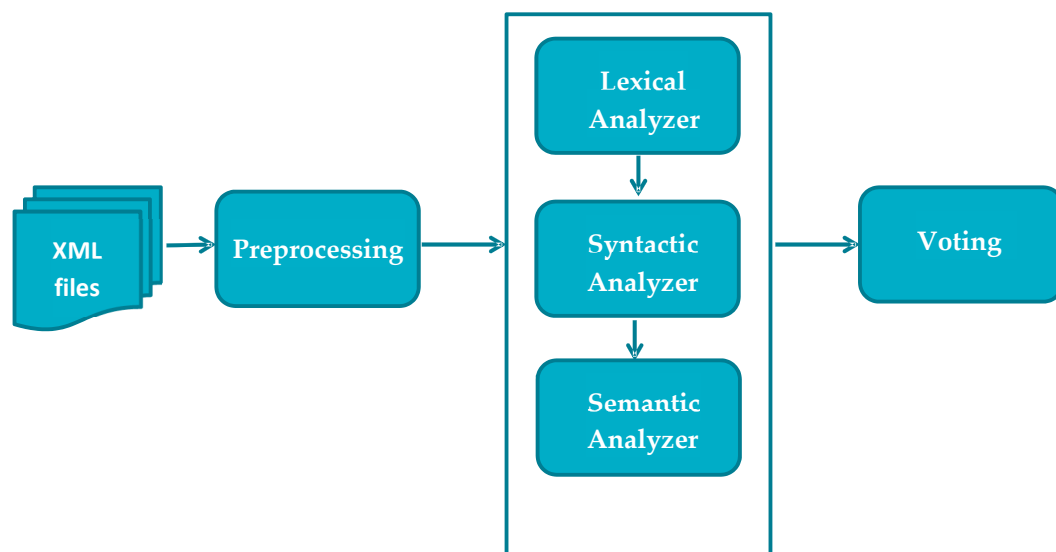 XML
files
Preprocessing
Lexical
Analyzer
Syntactic
Analyzer
Semantic
Analyzer
Voting